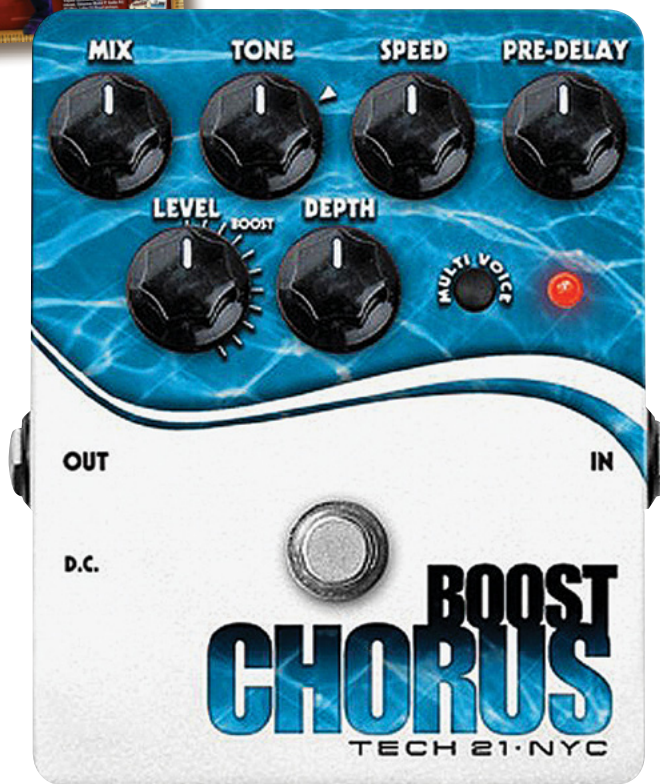 MIX TONE SPEED PRE-DELAY
LEVEL BOOST DEPTH
MULTI VOICE
OUT IN
D.C.
BOOST
CHORUS
TECH 21·NYC